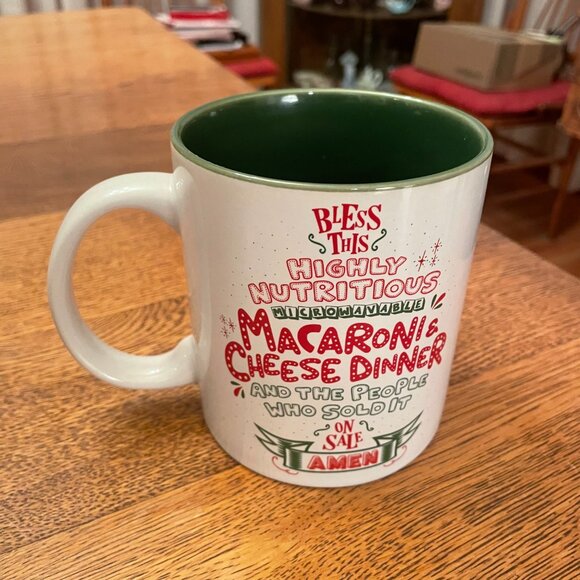 BLESS
THIS
HIGHLY
NUTRITIOUS
MICROWAVABLE
MACARONI &
CHEESE DINNER
AND THE PEOPLE
WHO SOLD IT
ON
SALE
AMEN